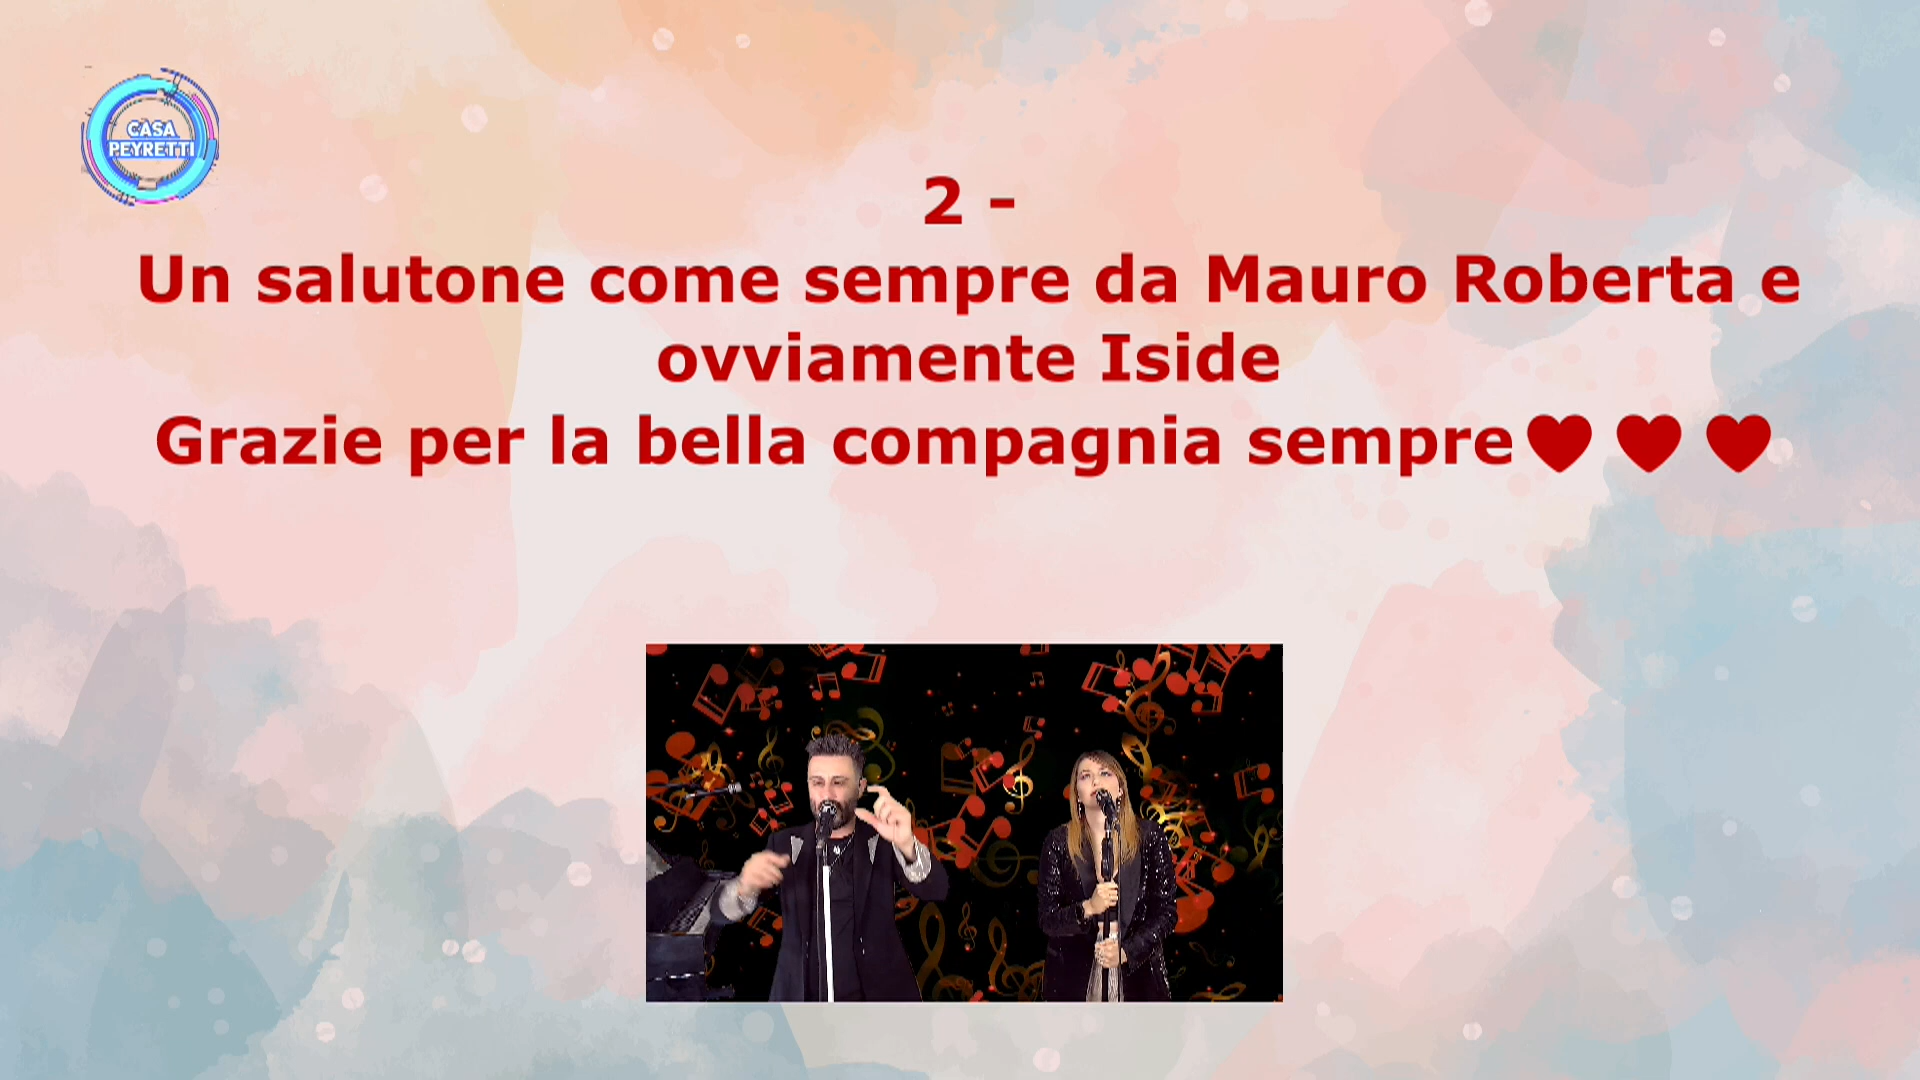 CASA
PEYRETTI
2 -
Un salutone come sempre da Mauro Roberta e
ovviamente Iside
Grazie per la bella compagnia sempre❤❤❤